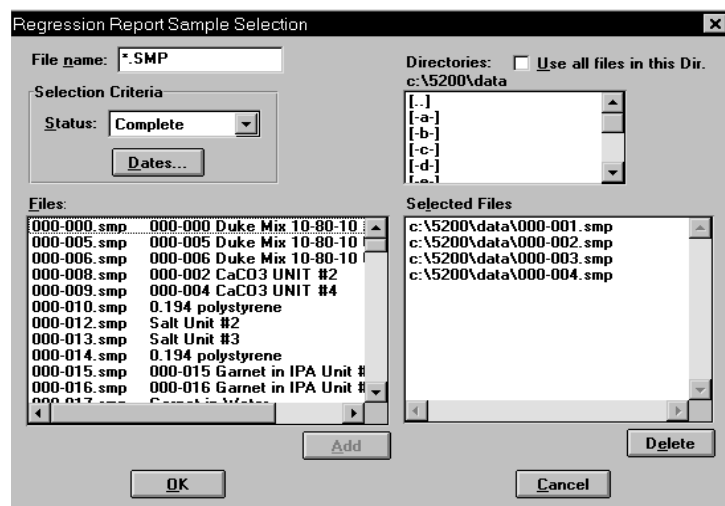 Regression Report Sample Selection
File name: *.SMP
Selection Criteria
Status: Complete
Dates...
Directories: Use all files in this Dir.
c:\5200\data
[..]
[-a-]
[-b-]
[-c-]
[-d-]
[-e-]
Files:
000-000.smp 000-000 Duke Mix 10-80-10
000-005.smp 000-005 Duke Mix 10-80-10
000-006.smp 000-006 Duke Mix 10-80-10
000-008.smp 000-002 CaCO3 UNIT #2
000-009.smp 000-004 CaCO3 UNIT #4
000-010.smp 0.194 polystyrene
000-012.smp Salt Unit #2
000-013.smp Salt Unit #3
000-014.smp 0.194 polystyrene
000-015.smp 000-015 Garnet in IPA Unit #
000-016.smp 000-016 Garnet in IPA Unit #
000-017.smp Garnet in Water
Selected Files
c:\5200\data\000-001.smp
c:\5200\data\000-002.smp
c:\5200\data\000-003.smp
c:\5200\data\000-004.smp
Add
Delete
OK
Cancel